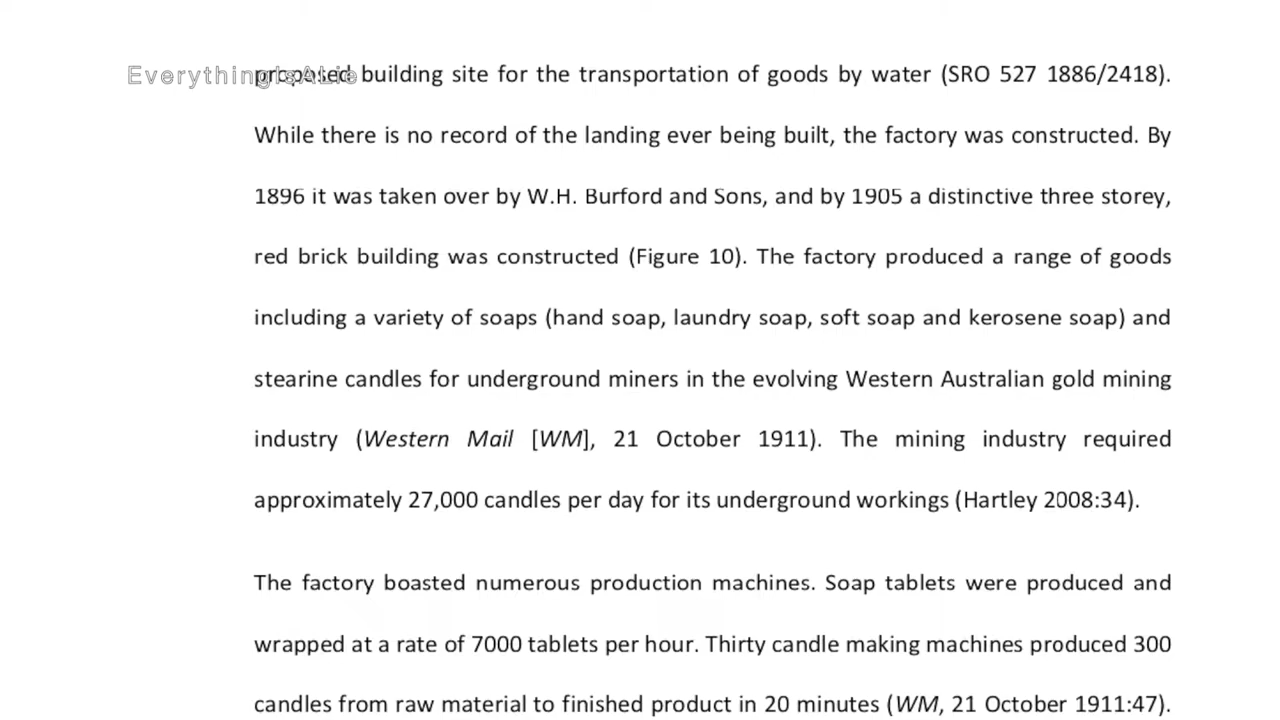 EverythingIsALie
proposed building site for the transportation of goods by water (SRO 527 1886/2418).
While there is no record of the landing ever being built, the factory was constructed. By
1896 it was taken over by W.H. Burford and Sons, and by 1905 a distinctive three storey,
red brick building was constructed (Figure 10). The factory produced a range of goods
including a variety of soaps (hand soap, laundry soap, soft soap and kerosene soap) and
stearine candles for underground miners in the evolving Western Australian gold mining
industry (Western Mail [WM], 21 October 1911). The mining industry required
approximately 27,000 candles per day for its underground workings (Hartley 2008:34).
The factory boasted numerous production machines. Soap tablets were produced and
wrapped at a rate of 7000 tablets per hour. Thirty candle making machines produced 300
candles from raw material to finished product in 20 minutes (WM, 21 October 1911:47).